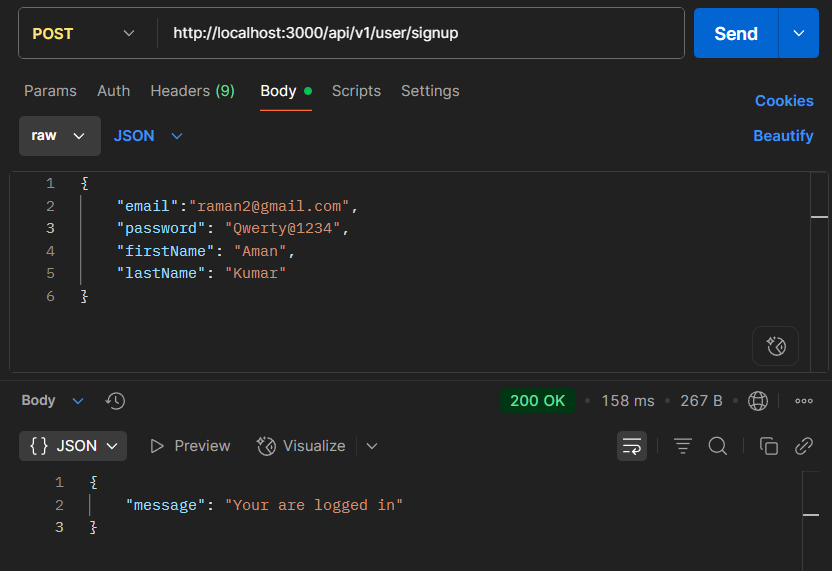 POST http://localhost:3000/api/v1/user/signup Send
Params Auth Headers (9) Body Scripts Settings Cookies
raw JSON Beautify
1 {
2 "email":"raman2@gmail.com",
3 "password": "Qwerty@1234",
4 "firstName": "Aman",
5 "lastName": "Kumar"
6 }
Body 200 OK • 158 ms • 267 B •
{} JSON Preview Visualize
1 {
2 "message": "Your are logged in"
3 }